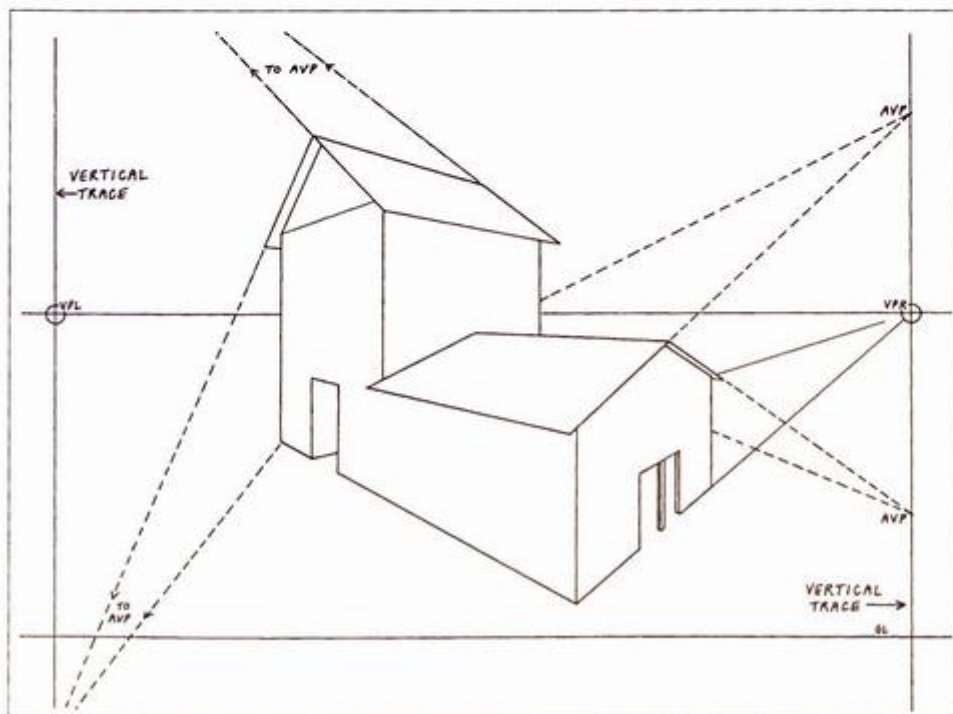 TO AVP
AVP
VERTICAL
TRACE
VPL
VPR
AVP
TO
AVP
VERTICAL
TRACE
GL